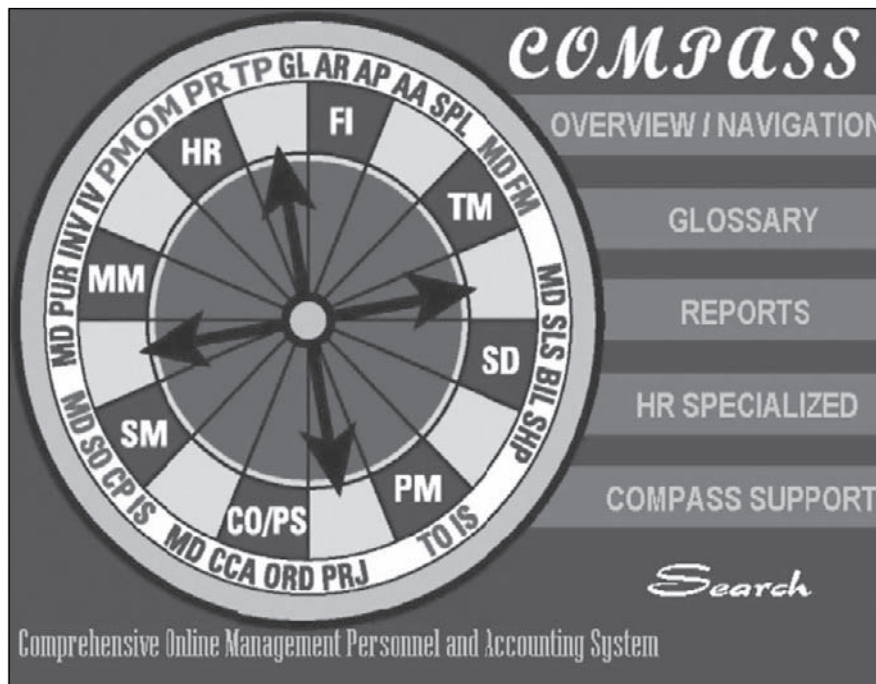 COMPASS
OVERVIEW / NAVIGATION
GLOSSARY
REPORTS
HR SPECIALIZED
COMPASS SUPPORT
Search
GL AR AP AA SPL
MD FM
MD SLS BIL SHP
TO IS
MD CCA ORD PRJ
MD SO CP IS
MD PUR INV IV
PM OM PR TP
FI
TM
SD
PM
CO/PS
SM
MM
HR
Comprehensive Online Management Personnel and Accounting System